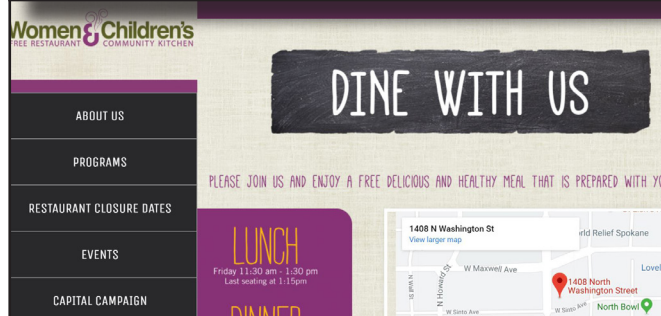 Women & Children's
FREE RESTAURANT & COMMUNITY KITCHEN
ABOUT US
PROGRAMS
RESTAURANT CLOSURE DATES
EVENTS
CAPITAL CAMPAIGN
DINE WITH US
PLEASE JOIN US AND ENJOY A FREE DELICIOUS AND HEALTHY MEAL THAT IS PREPARED WITH
LUNCH
Friday 11:30 am - 1:30 pm
Last seating at 1:15pm
DINNER
1408 N Washington St
View larger map
orld Relief Spokane
W Maxwell Ave
N Wall St
N Howard St
Lovel
1408 North
Washington Street
W Sinto Ave
W Sinto Ave
North Bowl